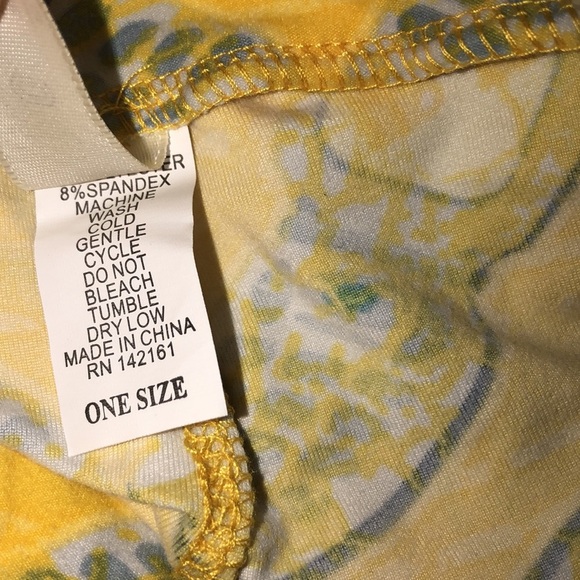 8%SPANDEX
MACHINE
WASH
COLD
GENTLE
CYCLE
DO NOT
BLEACH
TUMBLE
DRY LOW
MADE IN CHINA
RN 142161
ONE SIZE